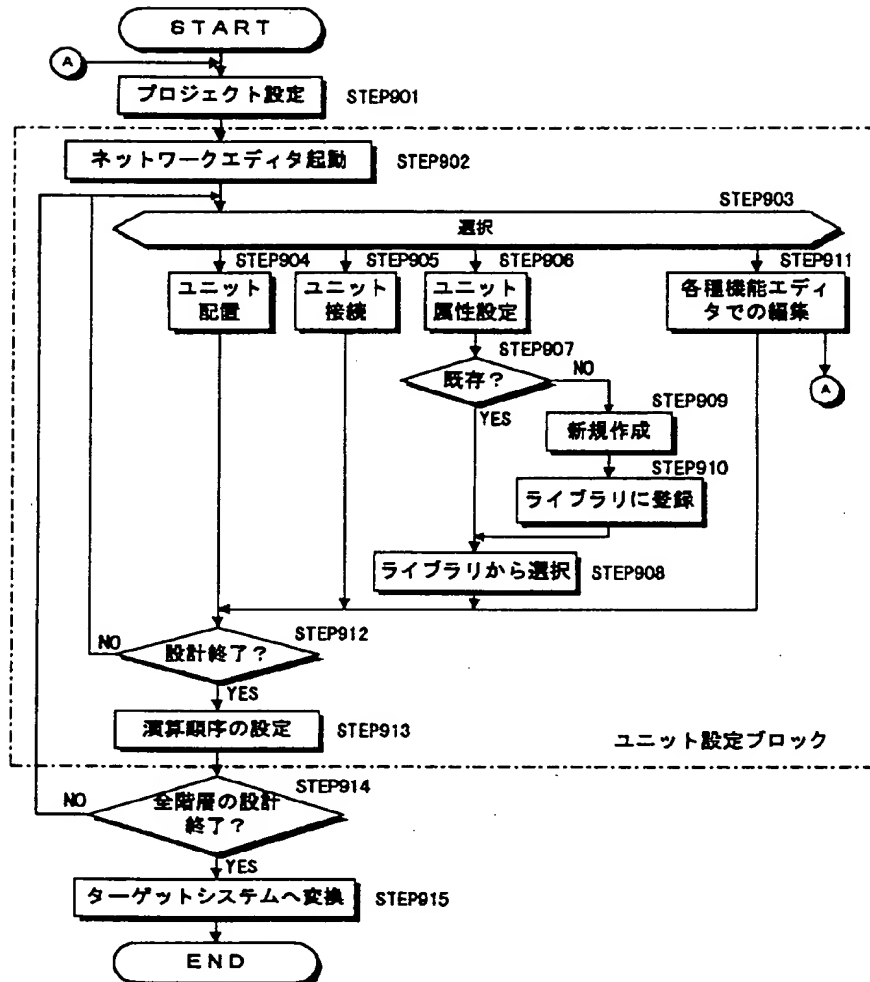 START
A
プロジェクト設定
STEP901
ネットワークエディタ起動
STEP902
STEP903
選択
STEP904
STEP905
STEP906
STEP911
ユニット
配置
ユニット
接続
ユニット
属性設定
各種機能エディ
タでの編集
STEP907
既存?
NO
YES
A
STEP909
新規作成
STEP910
ライブラリに登録
ライブラリから選択
STEP908
STEP912
NO
設計終了?
YES
演算順序の設定
STEP913
ユニット設定ブロック
STEP914
NO
全階層の設計
終了?
YES
ターゲットシステムへ変換
STEP915
END